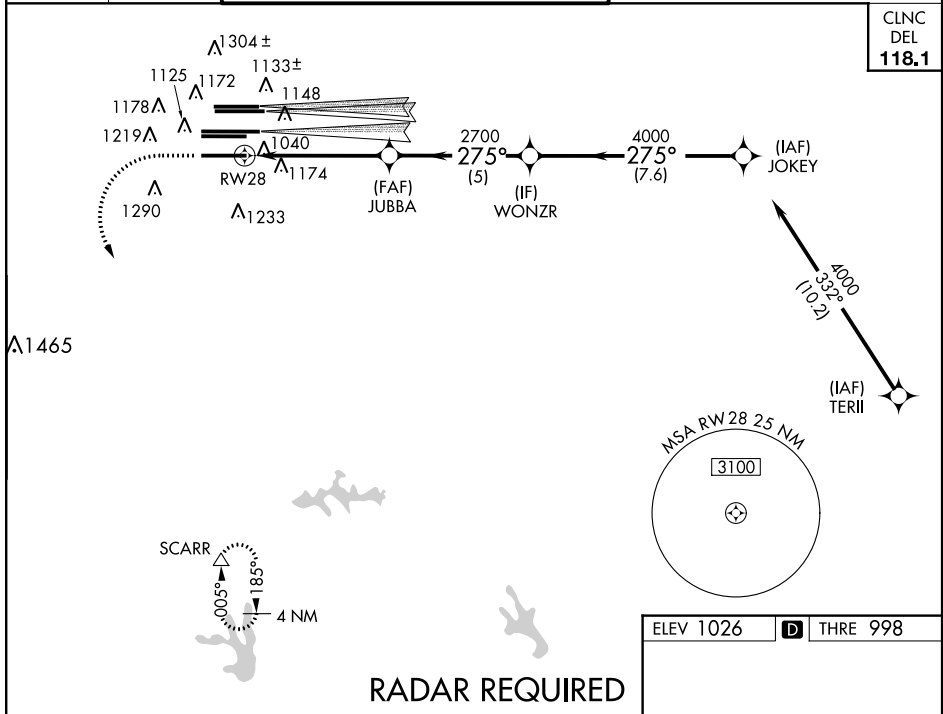 CLNC
DEL
118.1
1304 ±
1133±
1125
1172
1178
1148
1219
1040
1174
RW28
1290
1233
2700
275°
(5)
4000
275°
(7.6)
(FAF)
JUBBA
(IF)
WONZR
(IAF)
JOKEY
4000
332°
(10.2)
(IAF)
TERII
1465
MSA RW28 25 NM
3100
SCARR
005°
185°
4 NM
ELEV 1026 D THRE 998
RADAR REQUIRED